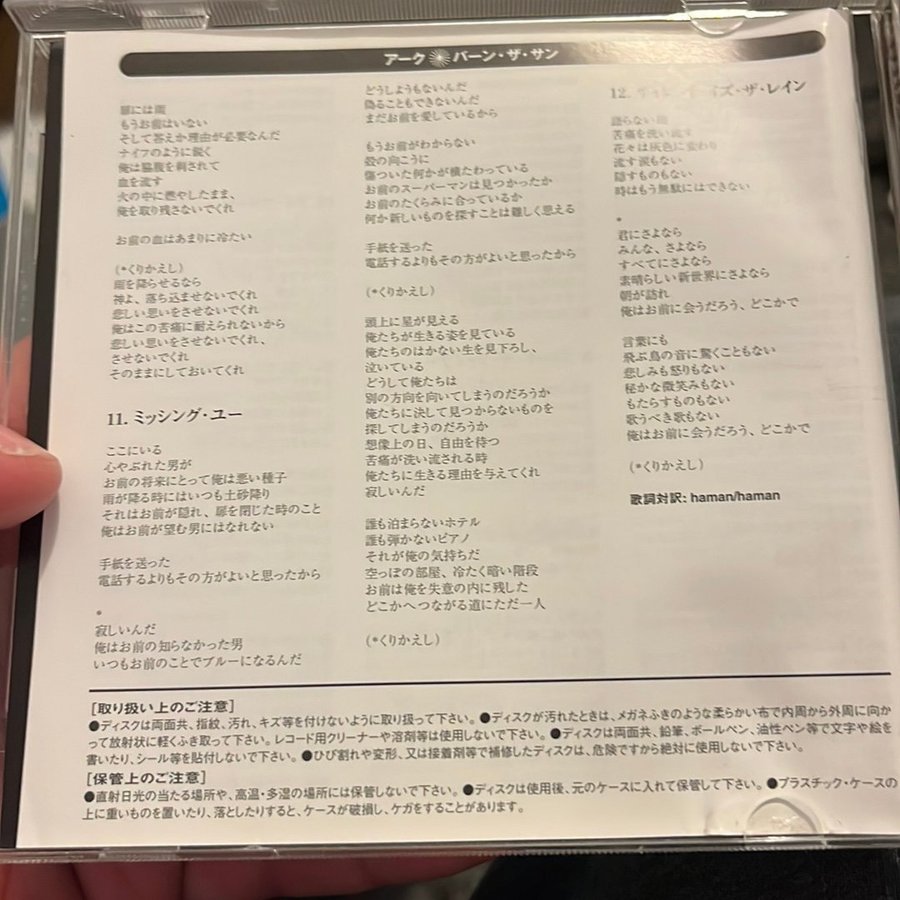 アーク バーン・ザ・サン
扉には雨
もうお前はいない
そして答えか理由が必要なんだ
ナイフのように鋭く
俺は脇腹を刺されて
血を流す
火の中に燃やしたまま、
俺を取り残さないでくれ
お前の血はあまりに冷たい
(*くりかえし)
雨を降らせるなら
神よ、落ち込ませないでくれ
悲しい思いをさせないでくれ
俺はこの苦痛に耐えられないから
悲しい思いをさせないでくれ、
させないでくれ
そのままにしておいてくれ
11. ミッシング・ユー
ここにいる
心やぶれた男が
お前の将来にとって俺は悪い種子
雨が降る時にはいつも土砂降り
それはお前が隠れ、扉を閉じた時のこと
俺はお前が望む男にはなれない
手紙を送った
電話するよりもその方がよいと思ったから
*
寂しいんだ
俺はお前の知らなかった男
いつもお前のことでブルーになるんだ
どうしようもないんだ
偽ることもできないんだ
まだお前を愛しているから
もうお前がわからない
殻の向こうに
傷ついた何かが横たわっている
お前のスーパーマンは見つかったか
お前のたくらみに合っているか
何か新しいものを探すことは難しく思える
手紙を送った
電話するよりもその方がよいと思ったから
(*くりかえし)
頭上に星が見える
俺たちが生きる姿を見ている
俺たちのはかない生を見下ろし、
泣いている
どうして俺たちは
別の方向を向いてしまうのだろうか
俺たちに決して見つからないものを
探してしまうのだろうか
想像上の日、自由を待つ
苦痛が洗い流される時
俺たちに生きる理由を与えてくれ
寂しいんだ
誰も泊まらないホテル
誰も弾かないピアノ
それが俺の気持ちだ
空っぽの部屋、冷たく暗い階段
お前は俺を失意の内に残した
どこかへつながる道にただ一人
(*くりかえし)
12. イズ・ザ・レイン
語らない雨
苦痛を洗い流す
花々は灰色に変わり
流す涙もない
隠すものもない
時はもう無駄にはできない
*
君にさよなら
みんな、さよなら
すべてにさよなら
素晴らしい新世界にさよなら
朝が訪れ
俺はお前に会うだろう、どこかで
言葉にも
飛ぶ鳥の音に驚くこともない
悲しみも怒りもない
秘かな微笑みもない
もたらすものもない
歌うべき歌もない
俺はお前に会うだろう、どこかで
(*くりかえし)
歌詞対訳: haman/haman
[取り扱い上のご注意]
●ディスクは両面共、指紋、汚れ、キズ等を付けないように取り扱って下さい。●ディスクが汚れたときは、メガネふきのような柔らかい布で内周から外周に向か
って放射状に軽くふき取って下さい。レコード用クリーナーや溶剤等は使用しないで下さい。●ディスクは両面共、鉛筆、ボールペン、油性ペン等で文字や絵を
書いたり、シール等を貼付しないで下さい。●ひび割れや変形、又は接着剤等で補修したディスクは、危険ですから絶対に使用しないで下さい。
[保管上のご注意]
●直射日光の当たる場所や、高温・多湿の場所には保管しないで下さい。●ディスクは使用後、元のケースに入れて保管して下さい。●プラスチック・ケースの
上に重いものを置いたり、落としたりすると、ケースが破損し、ケガをすることがあります。